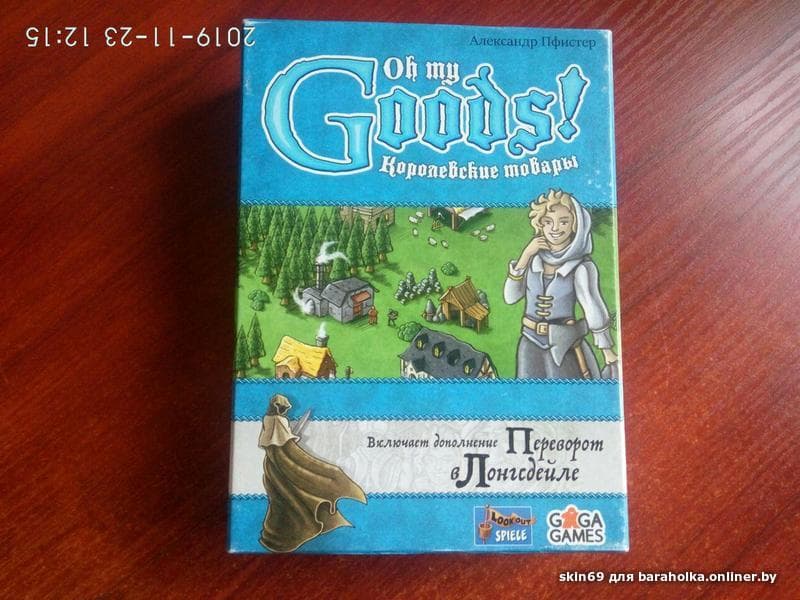 2019-11-23 12:15
Александр Пфистер
Oh my
Goods!
Королевские товары
Включает дополнение Переворот
в Лонгсдейле
LOOKOUT
SPIELE
GAGA
GAMES
skin69 для baraholka.onliner.by